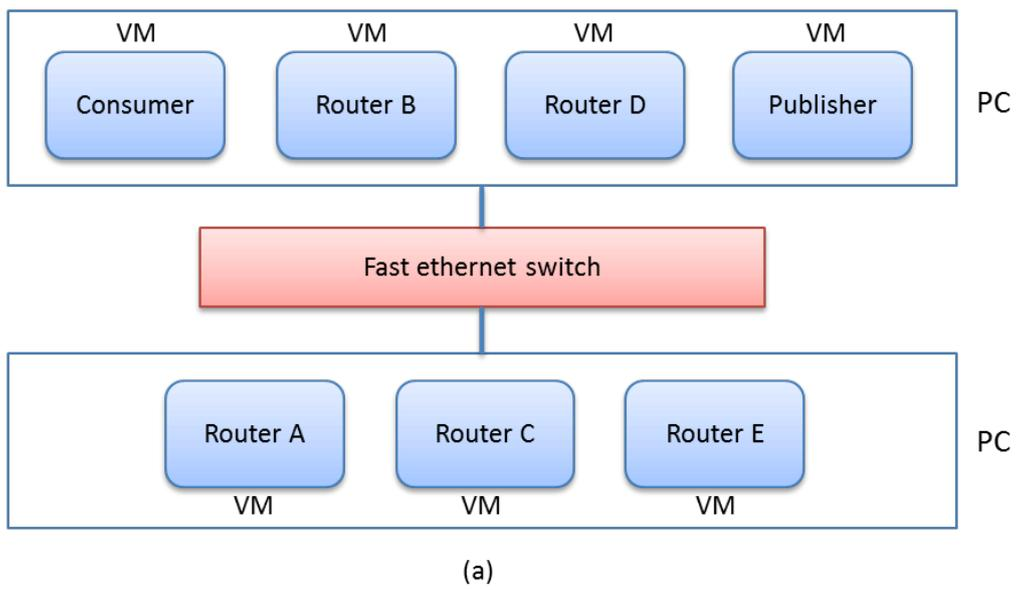 VM VM VM VM
Consumer Router B Router D Publisher PC
Fast ethernet switch
Router A Router C Router E PC
VM VM VM
(a)